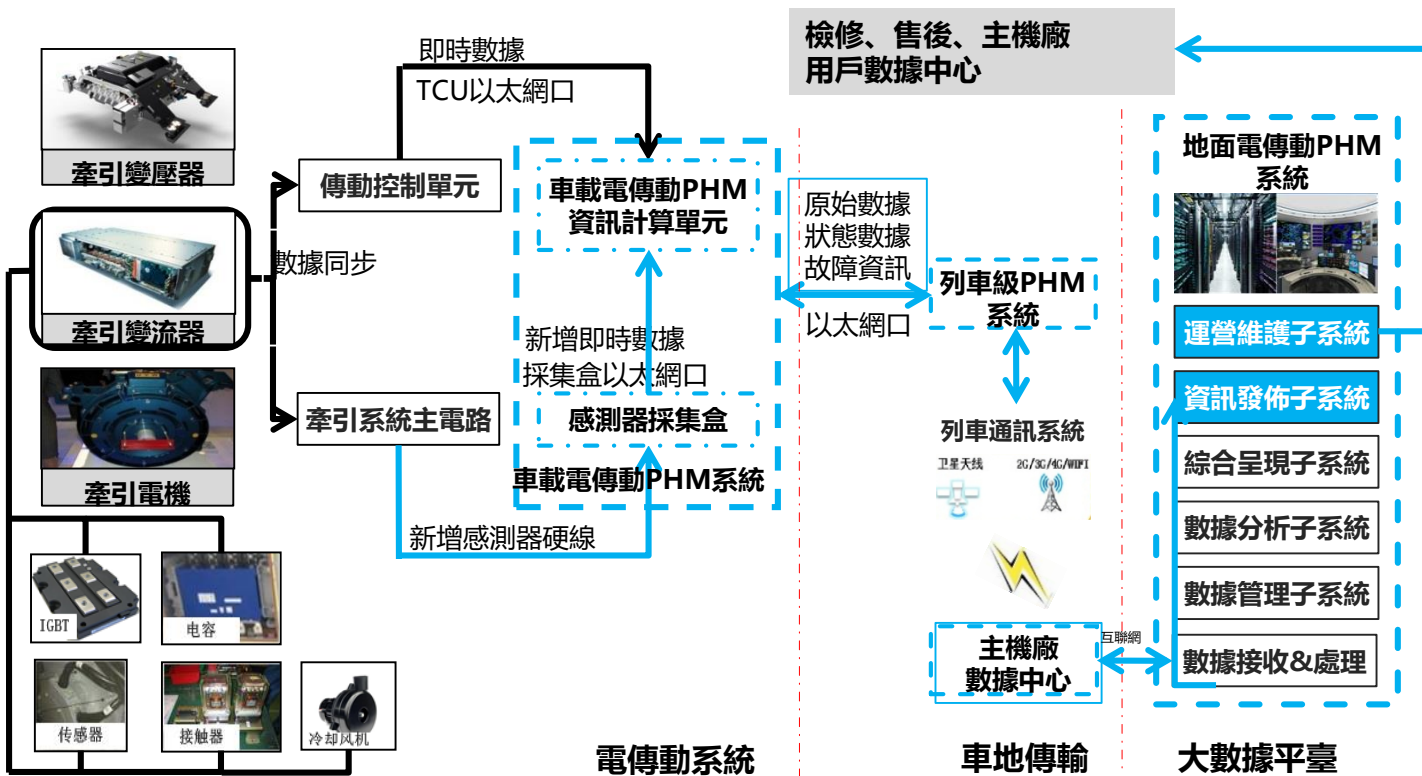 檢修、售後、主機廠
用戶數據中心
即時數據
TCU以太網口
牽引變壓器
傳動控制單元
牽引變流器
數據同步
牽引電機
牽引系統主電路
車載電傳動PHM
資訊計算單元
新增即時數據
採集盒以太網口
感測器採集盒
車載電傳動PHM系統
新增感測器硬線
IGBT
电容
传感器
接触器
冷却风机
電傳動系統
原始數據
狀態數據
故障資訊
以太網口
列車級PHM
系統
列車通訊系統
卫星天线
2G/3G/4G/WIFI
主機廠
數據中心
互聯網
車地傳輸
地面電傳動PHM
系統
運營維護子系統
資訊發佈子系統
綜合呈現子系統
數據分析子系統
數據管理子系統
數據接收&處理
大數據平臺